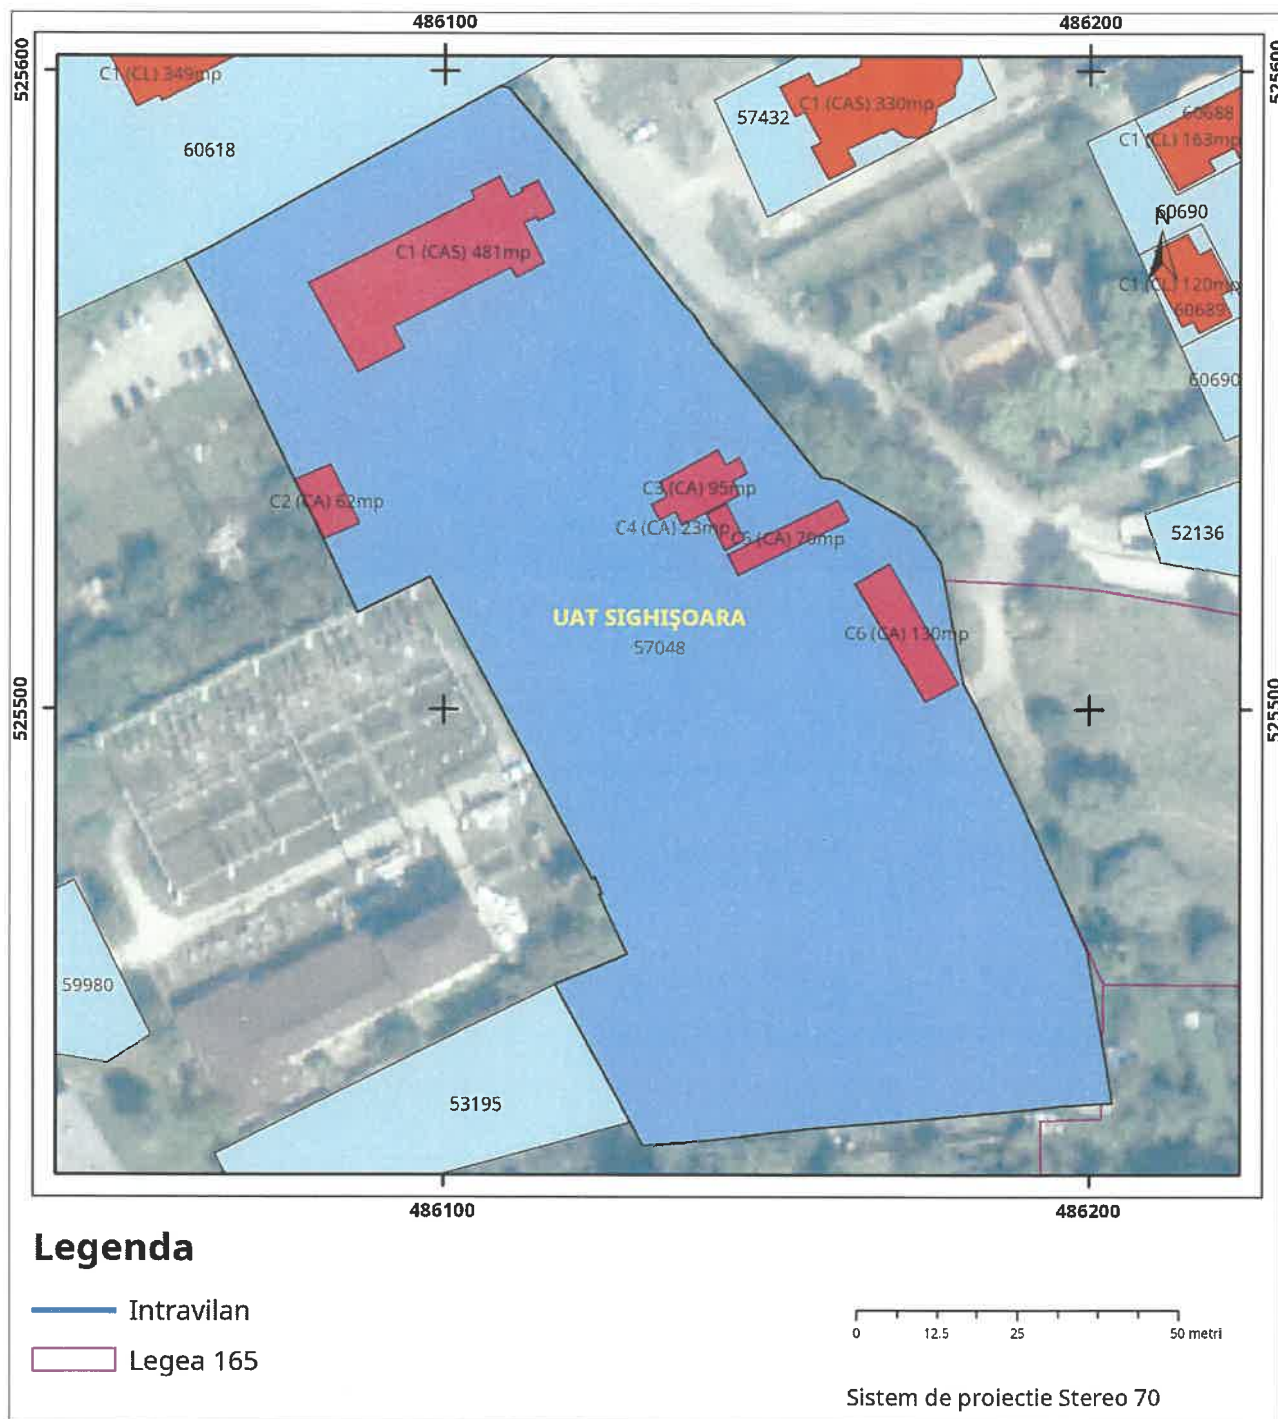 486100
486200
525600
525600
C1 (CL) 349mp
60618
57432
C1 (CAS) 330mp
60688
C1 (CL) 163mp
60690
N
C1 (CAS) 481mp
C1 (CL) 120mp
60689
60690
C2 (CA) 62mp
C3 (CA) 95mp
C4 (CA) 23mp
C5 (CA) 70mp
52136
UAT SIGHIŞOARA
57048
C6 (CA) 130mp
525500
525500
59980
53195
486100
486200
Legenda
Intravilan
Legea 165
0 12.5 25 50 metri
Sistem de proiectie Stereo 70